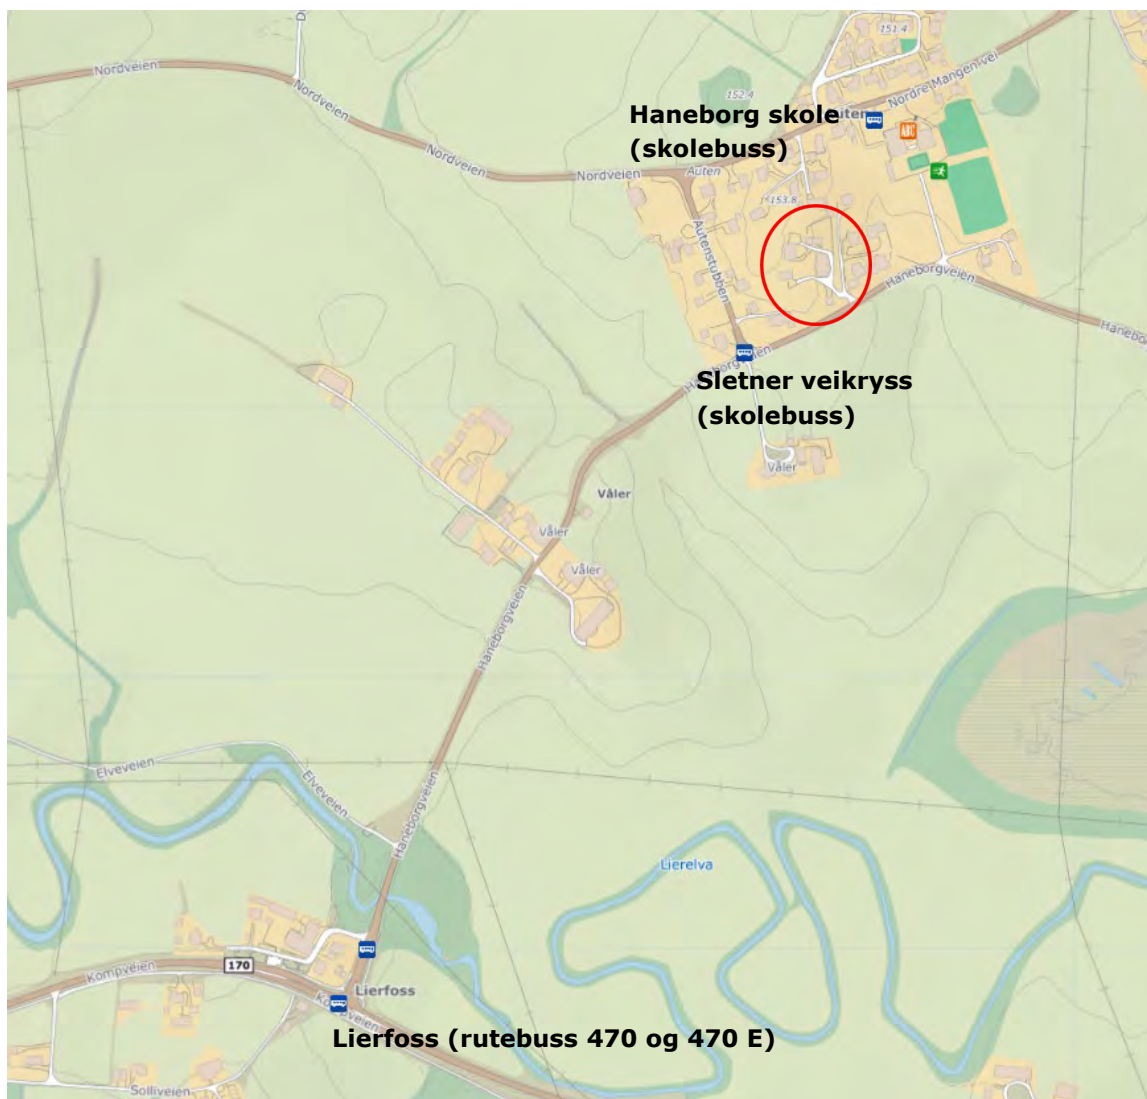 151.4
Nordveien
Nordveien
152.4
Nordre Mangen vei
Haneborg skole
(skolebuss)
ABC
Nordveien
Nordveien
Auten
153.8
Autenstubben
Haneborgveien
Sletner veikryss
(skolebuss)
Våler
Våler
Våler
Våler
Haneborgveien
Elveveien
Elveveien
Haneborgveien
Lierelva
170
Kompveien
Lierfoss
Kompveien
Lierfoss (rutebuss 470 og 470 E)
Solliveien